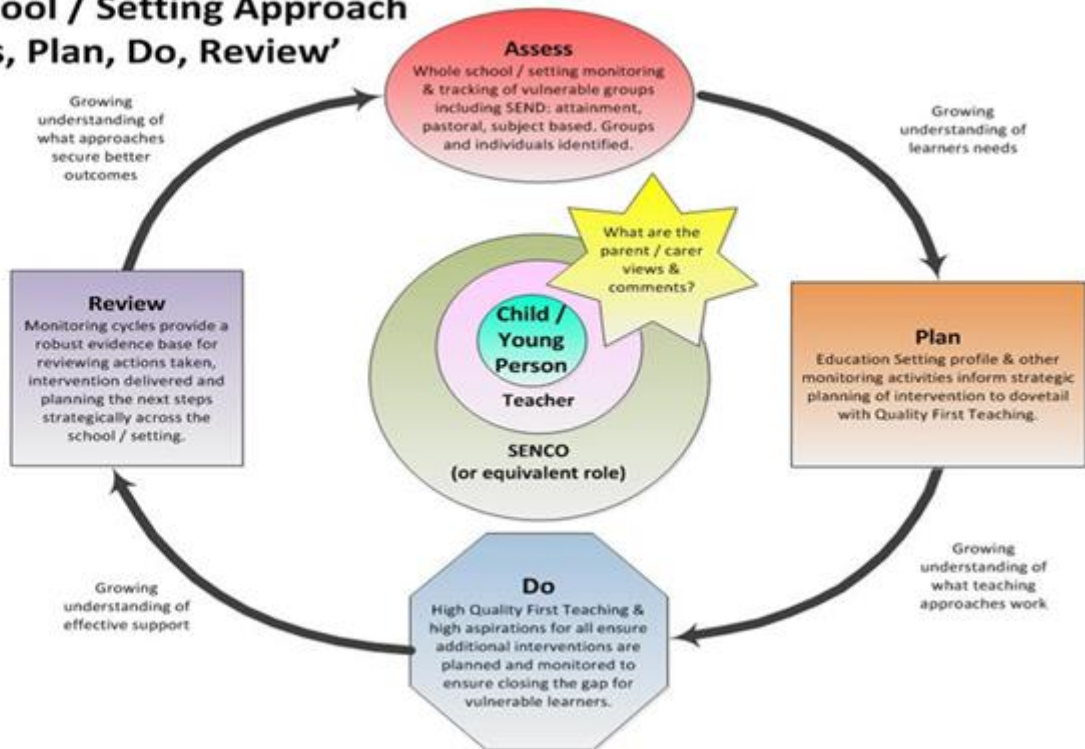 ool / Setting Approach
s, Plan, Do, Review’
Assess
Whole school / setting monitoring
& tracking of vulnerable groups
including SEND: attainment,
pastoral, subject based. Groups
and individuals identified.
Growing
understanding of
what approaches
secure better
outcomes
Growing
understanding of
learners needs
What are the
parent / carer
views &
comments?
Review
Monitoring cycles provide a
robust evidence base for
reviewing actions taken,
intervention delivered and
planning the next steps
strategically across the
school / setting.
Child /
Young
Person
Teacher
SENCO
(or equivalent role)
Plan
Education Setting profile & other
monitoring activities inform strategic
planning of intervention to dovetail
with Quality First Teaching.
Growing
understanding of
effective support
Do
High Quality First Teaching &
high aspirations for all ensure
additional interventions are
planned and monitored to
ensure closing the gap for
vulnerable learners.
Growing
understanding of
what teaching
approaches work